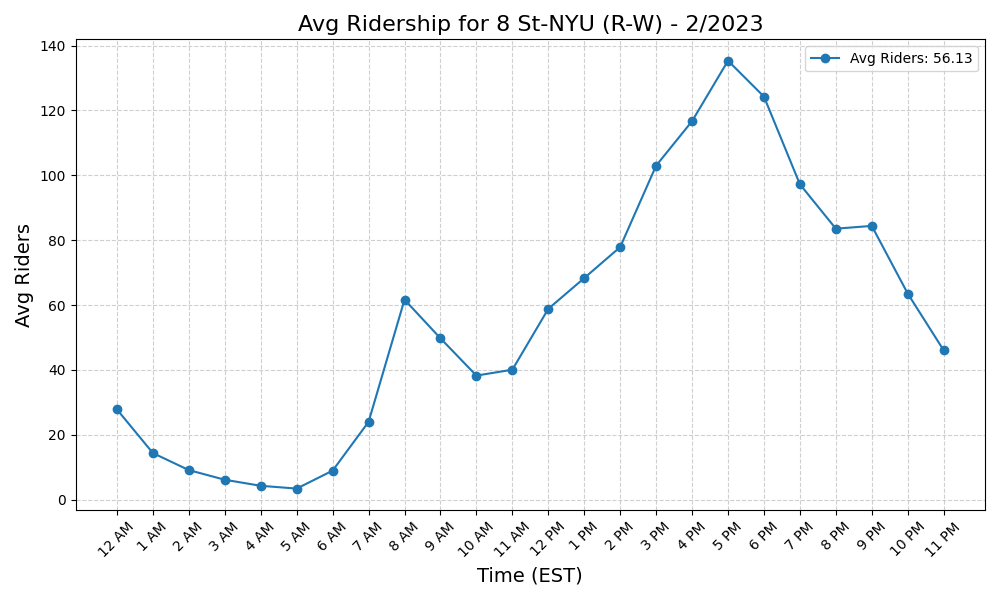 Avg Ridership for 8 St-NYU (R-W) - 2/2023
Avg Riders: 56.13
Avg Riders
140
120
100
80
60
40
20
0
12 AM
1 AM
2 AM
3 AM
4 AM
5 AM
6 AM
7 AM
8 AM
9 AM
10 AM
11 AM
12 PM
1 PM
2 PM
3 PM
4 PM
5 PM
6 PM
7 PM
8 PM
9 PM
10 PM
11 PM
Time (EST)